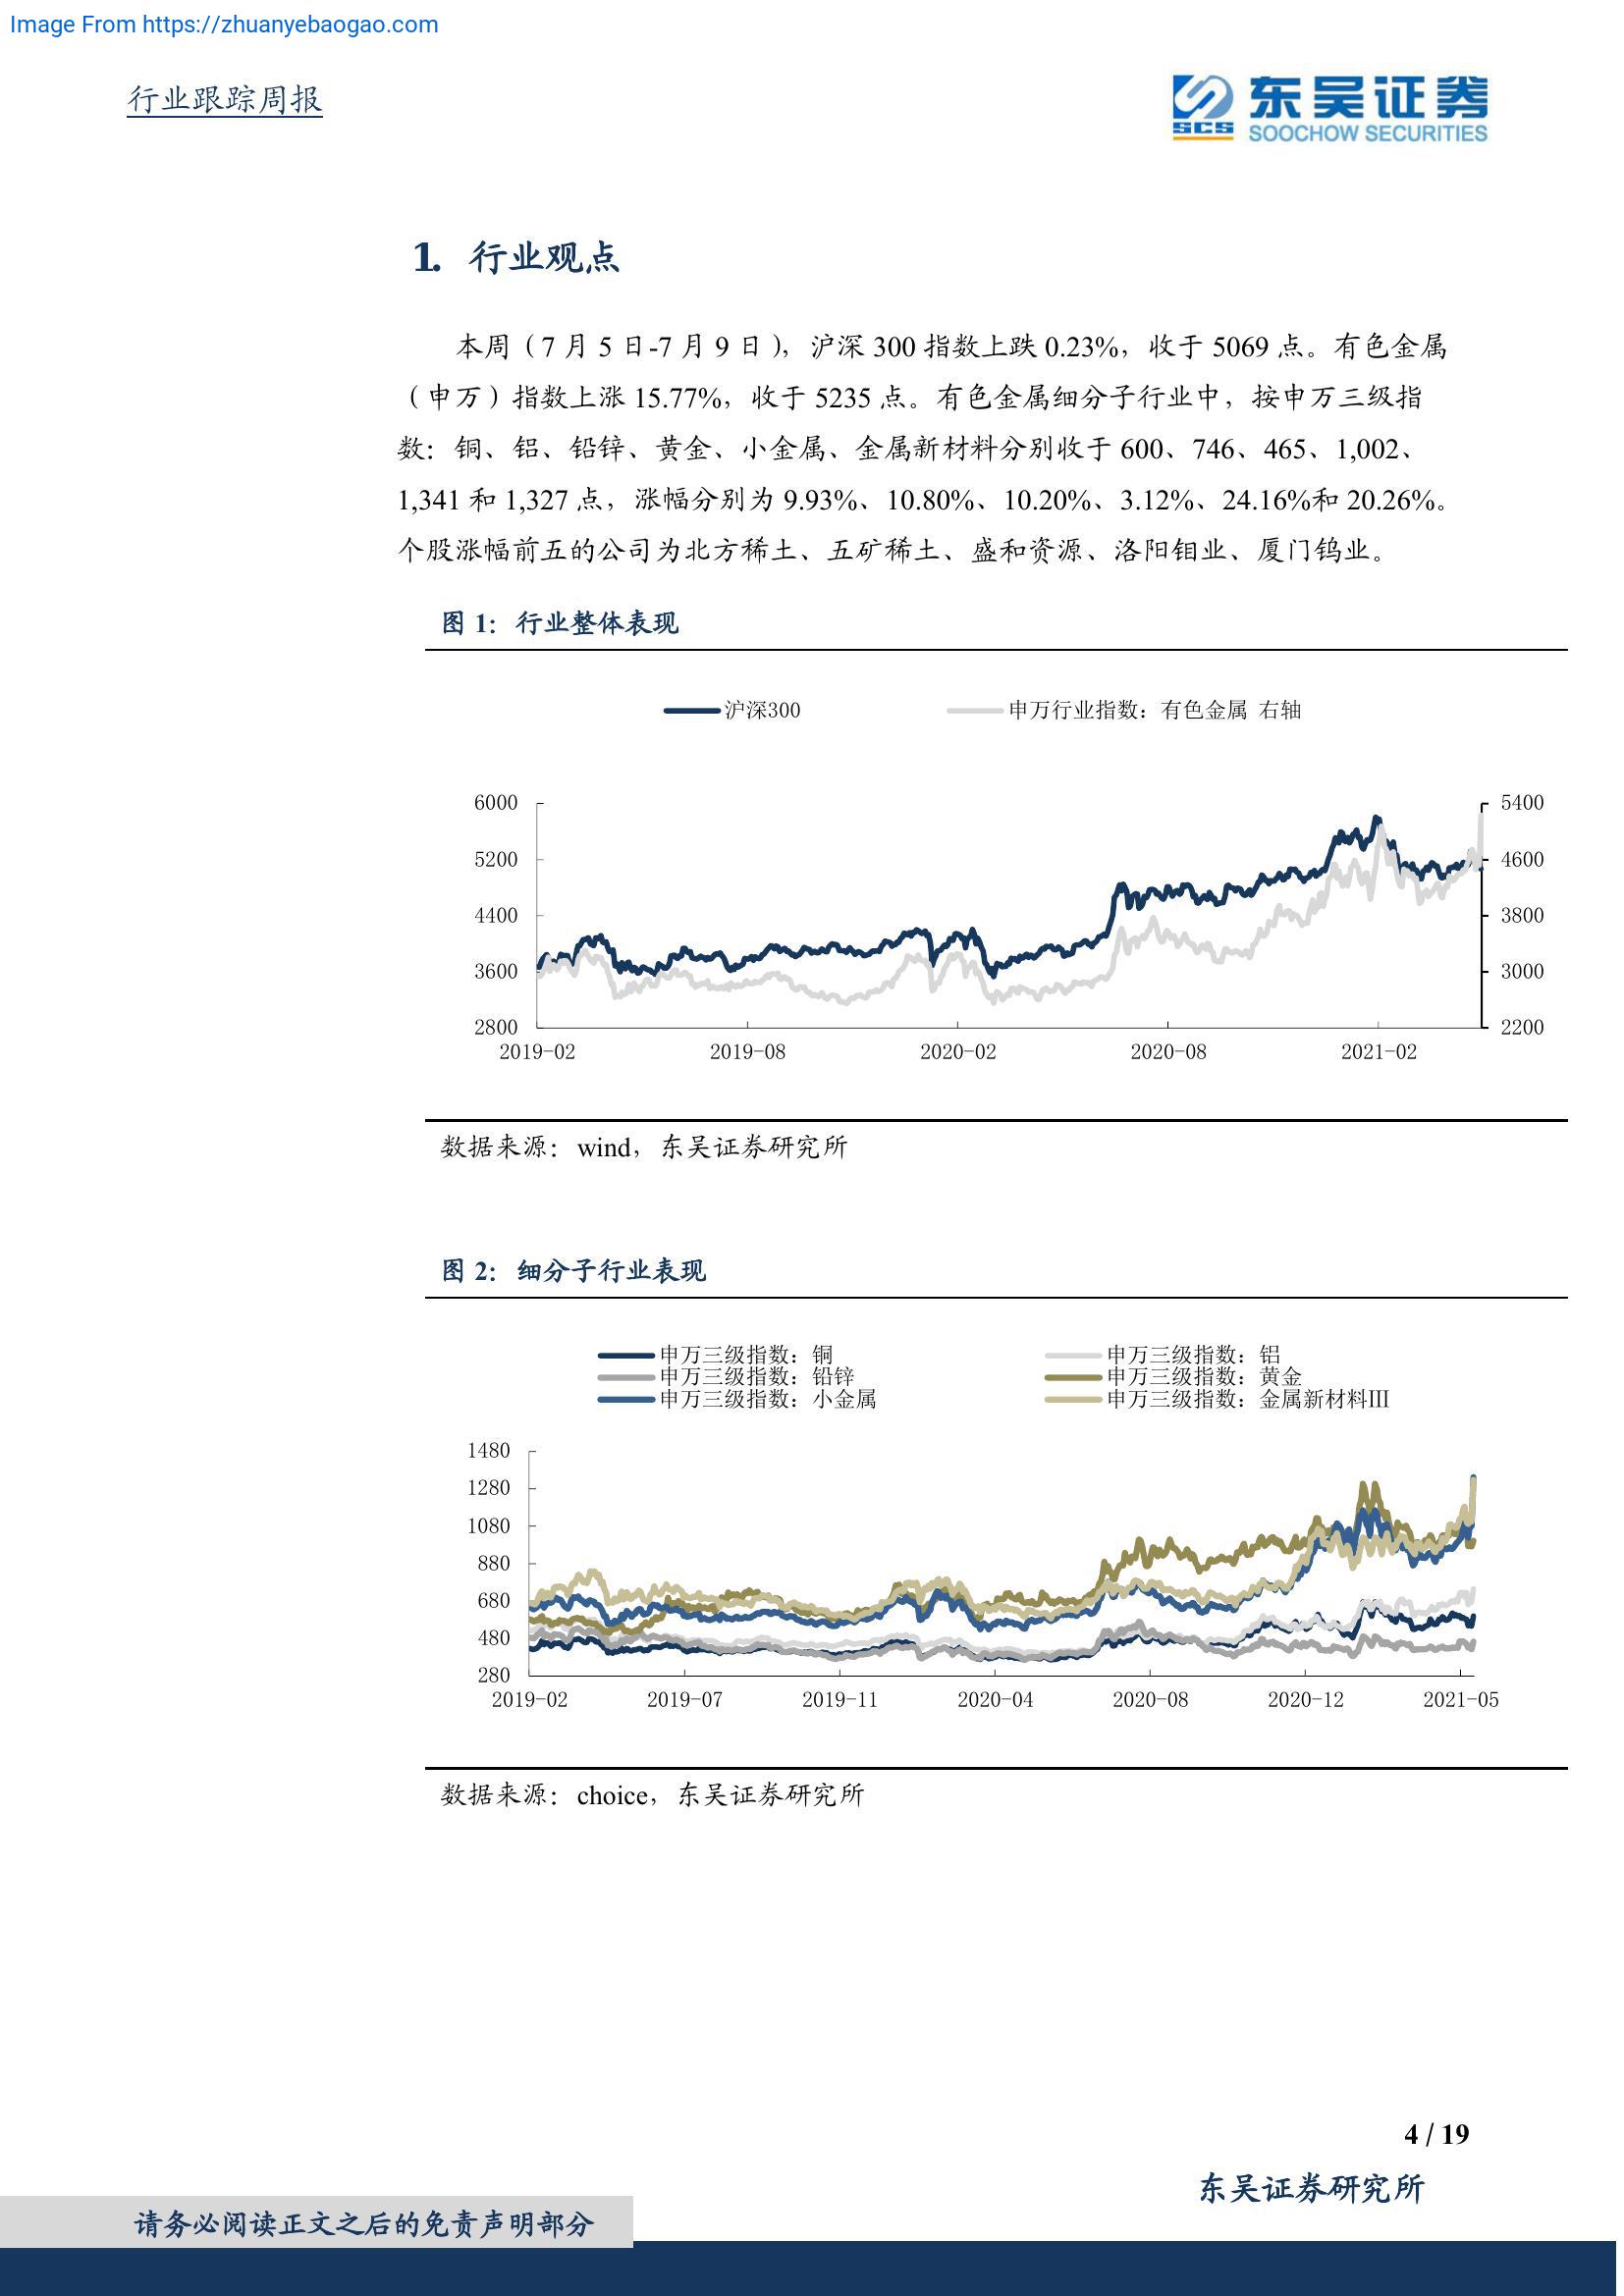 Image From https://zhuanyebaogao.com
行业跟踪周报
SCS
东吴证券
SOOCHOW SECURITIES
1. 行业观点
本周（7 月 5 日-7 月 9 日），沪深 300 指数上跌 0.23%，收于 5069 点。有色金属
（申万）指数上涨 15.77%，收于 5235 点。有色金属细分子行业中，按申万三级指
数：铜、铝、铅锌、黄金、小金属、金属新材料分别收于 600、746、465、1,002、
1,341 和 1,327 点，涨幅分别为 9.93%、10.80%、10.20%、3.12%、24.16%和 20.26%。
个股涨幅前五的公司为北方稀土、五矿稀土、盛和资源、洛阳钼业、厦门钨业。
图 1：行业整体表现
沪深300 申万行业指数：有色金属 右轴
6000 5400
5200 4600
4400 3800
3600 3000
2800 2200
2019-02 2019-08 2020-02 2020-08 2021-02
数据来源：wind，东吴证券研究所
图 2：细分子行业表现
申万三级指数：铜 申万三级指数：铝
申万三级指数：铅锌 申万三级指数：黄金
申万三级指数：小金属 申万三级指数：金属新材料Ⅲ
1480
1280
1080
880
680
480
280
2019-02 2019-07 2019-11 2020-04 2020-08 2020-12 2021-05
数据来源：choice，东吴证券研究所
4 / 19
东吴证券研究所
请务必阅读正文之后的免责声明部分